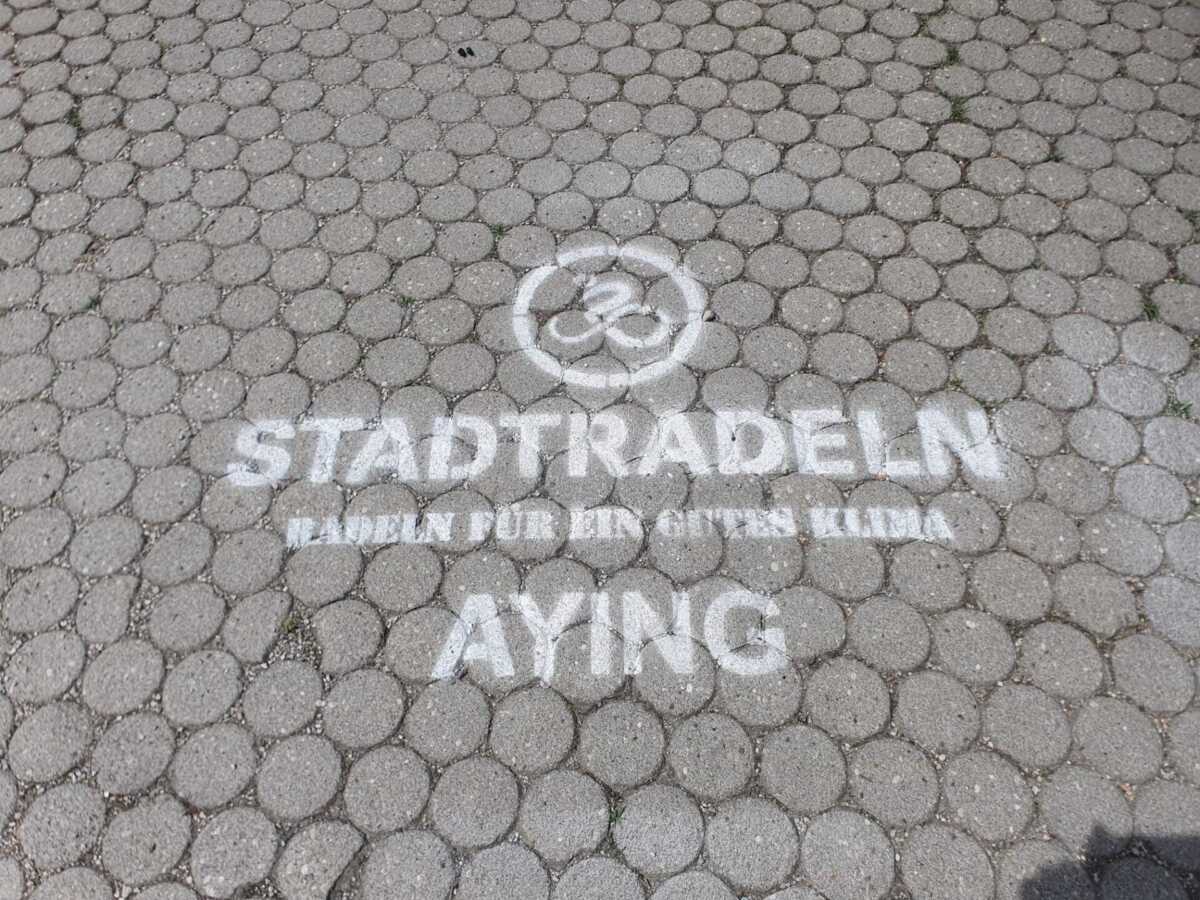 STADTRADELN
RADELN FÜR EIN GUTES KLIMA
AYING